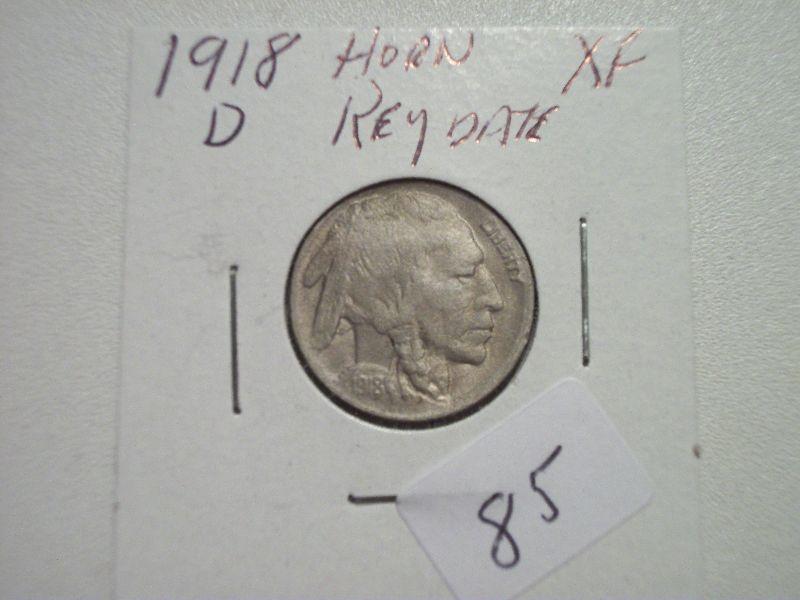 1918 HORN XF
D KEY DATE
LIBERTY
1918
85